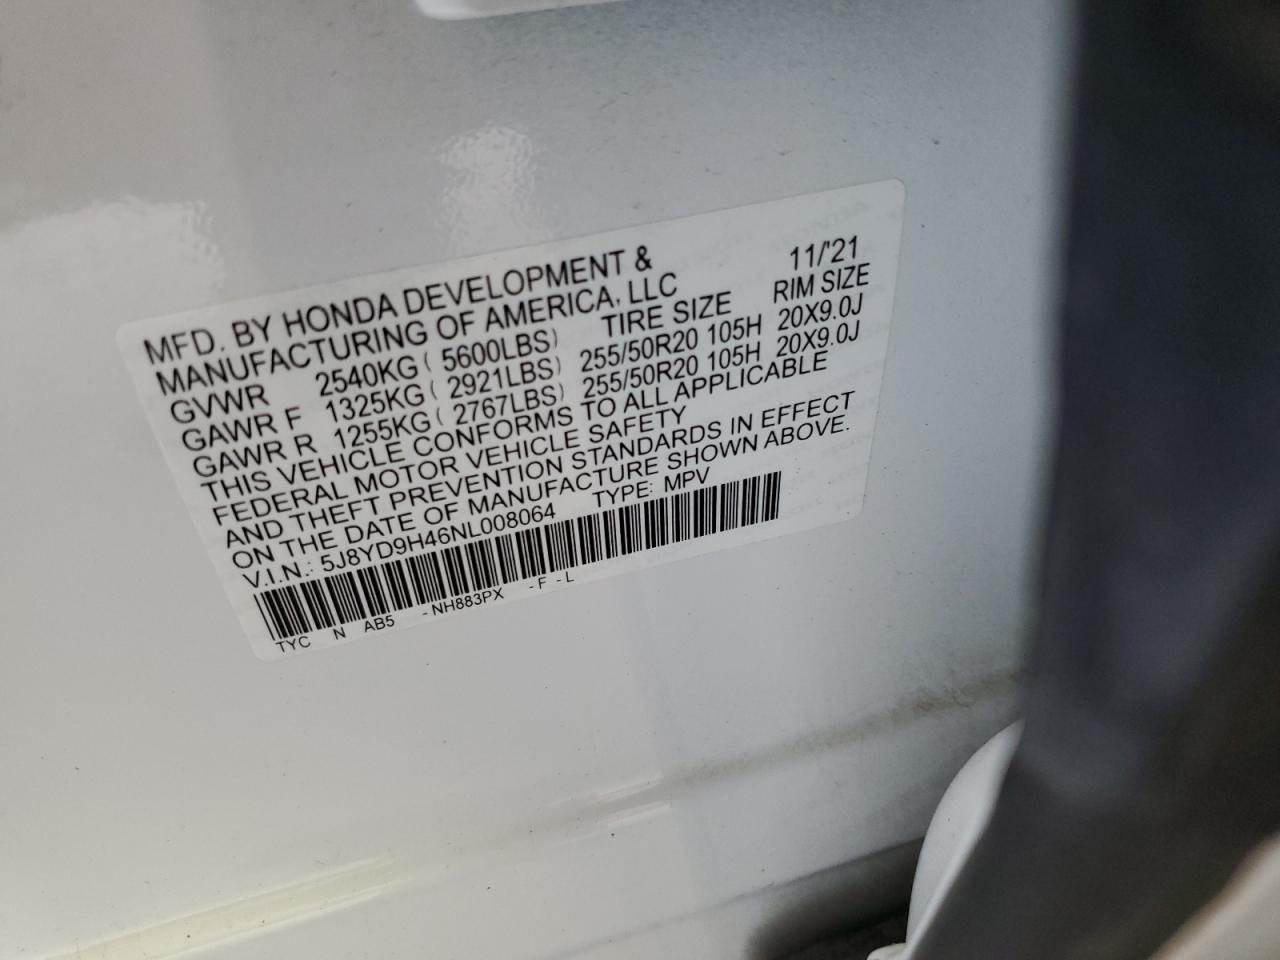 MFD. BY HONDA DEVELOPMENT & 11/'21
MANUFACTURING OF AMERICA, LLC TIRE SIZE RIM SIZE
GVWR 2540KG ( 5600LBS)
GAWR F 1325KG ( 2921LBS) 255/50R20 105H 20X9.0J
GAWR R 1255KG ( 2767LBS) 255/50R20 105H 20X9.0J
THIS VEHICLE CONFORMS TO ALL APPLICABLE
FEDERAL MOTOR VEHICLE SAFETY
AND THEFT PREVENTION STANDARDS IN EFFECT
ON THE DATE OF MANUFACTURE SHOWN ABOVE.
V.I.N.: 5J8YD9H46NL008064 TYPE: MPV
TYC N AB5 -NH883PX -F -L